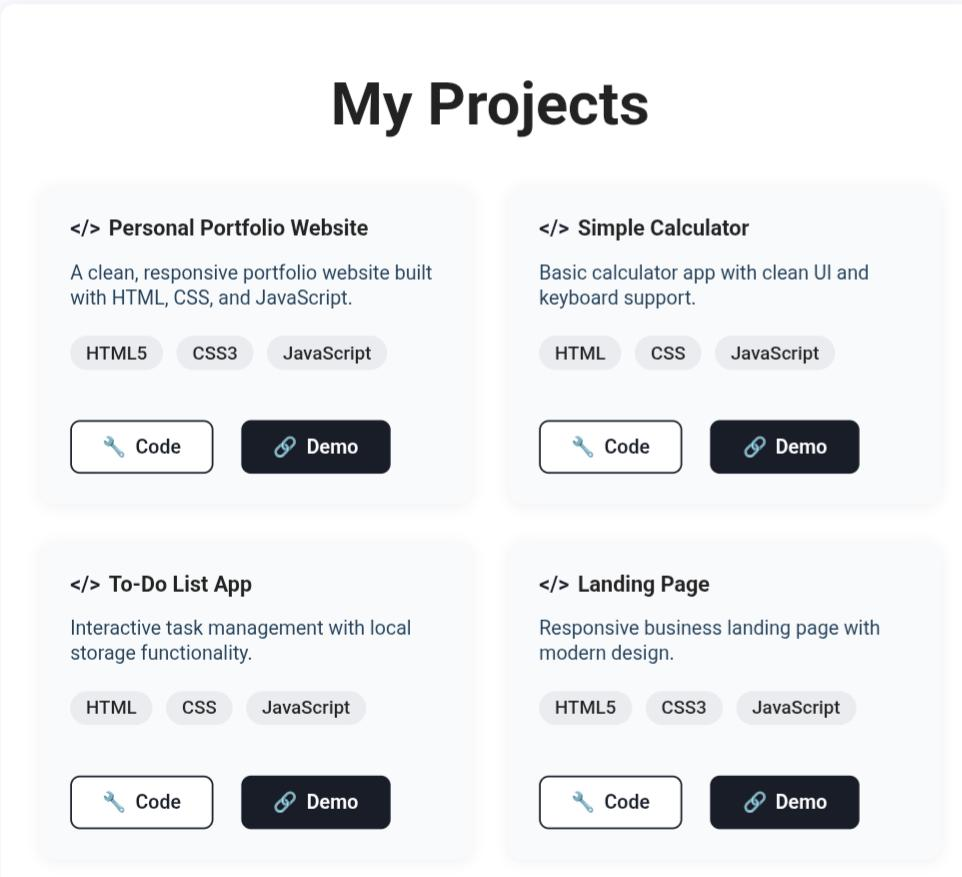 My Projects
</> Personal Portfolio Website
A clean, responsive portfolio website built
with HTML, CSS, and JavaScript.
HTML5 CSS3 JavaScript
🔧 Code 🔗 Demo
</> Simple Calculator
Basic calculator app with clean UI and
keyboard support.
HTML CSS JavaScript
🔧 Code 🔗 Demo
</> To-Do List App
Interactive task management with local
storage functionality.
HTML CSS JavaScript
🔧 Code 🔗 Demo
</> Landing Page
Responsive business landing page with
modern design.
HTML5 CSS3 JavaScript
🔧 Code 🔗 Demo